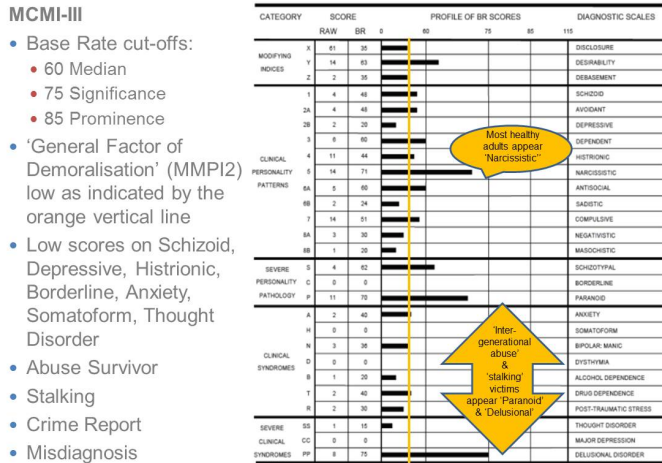 MCMI-III
• Base Rate cut-offs:
• 60 Median
• 75 Significance
• 85 Prominence
• ‘General Factor of
Demoralisation’ (MMPI2)
low as indicated by the
orange vertical line
• Low scores on Schizoid,
Depressive, Histrionic,
Borderline, Anxiety,
Somatoform, Thought
Disorder
• Abuse Survivor
• Stalking
• Crime Report
• Misdiagnosis
CATEGORY SCORE PROFILE OF BR SCORES DIAGNOSTIC SCALES
RAW BR 0 60 75 85 115
MODIFYING INDICES
X 61 35 DISCLOSURE
Y 14 63 DESIRABILITY
Z 2 35 DEBASEMENT
CLINICAL PERSONALITY PATTERNS
1 4 48 SCHIZOID
2A 4 48 AVOIDANT
2B 2 20 DEPRESSIVE
3 8 60 DEPENDENT
4 11 44 HISTRIONIC
5 14 71 NARCISSISTIC
6A 5 60 ANTISOCIAL
6B 2 24 SADISTIC
7 14 51 COMPULSIVE
8A 3 30 NEGATIVISTIC
8B 1 20 MASOCHISTIC
SEVERE PERSONALITY PATHOLOGY
S 4 62 SCHIZOTYPAL
C 0 0 BORDERLINE
P 11 70 PARANOID
CLINICAL SYNDROMES
A 2 40 ANXIETY
H 0 0 SOMATOFORM
N 3 36 BIPOLAR: MANIC
D 0 0 DYSTHYMIA
B 1 20 ALCOHOL DEPENDENCE
T 2 40 DRUG DEPENDENCE
R 2 30 POST-TRAUMATIC STRESS
SEVERE CLINICAL SYNDROMES
SS 1 15 THOUGHT DISORDER
CC 0 0 MAJOR DEPRESSION
PP 8 75 DELUSIONAL DISORDER
Most healthy
adults appear
‘Narcissistic’'
‘Inter-
generational
abuse’
&
‘stalking’
victims
appear ‘Paranoid’
& ‘Delusional’